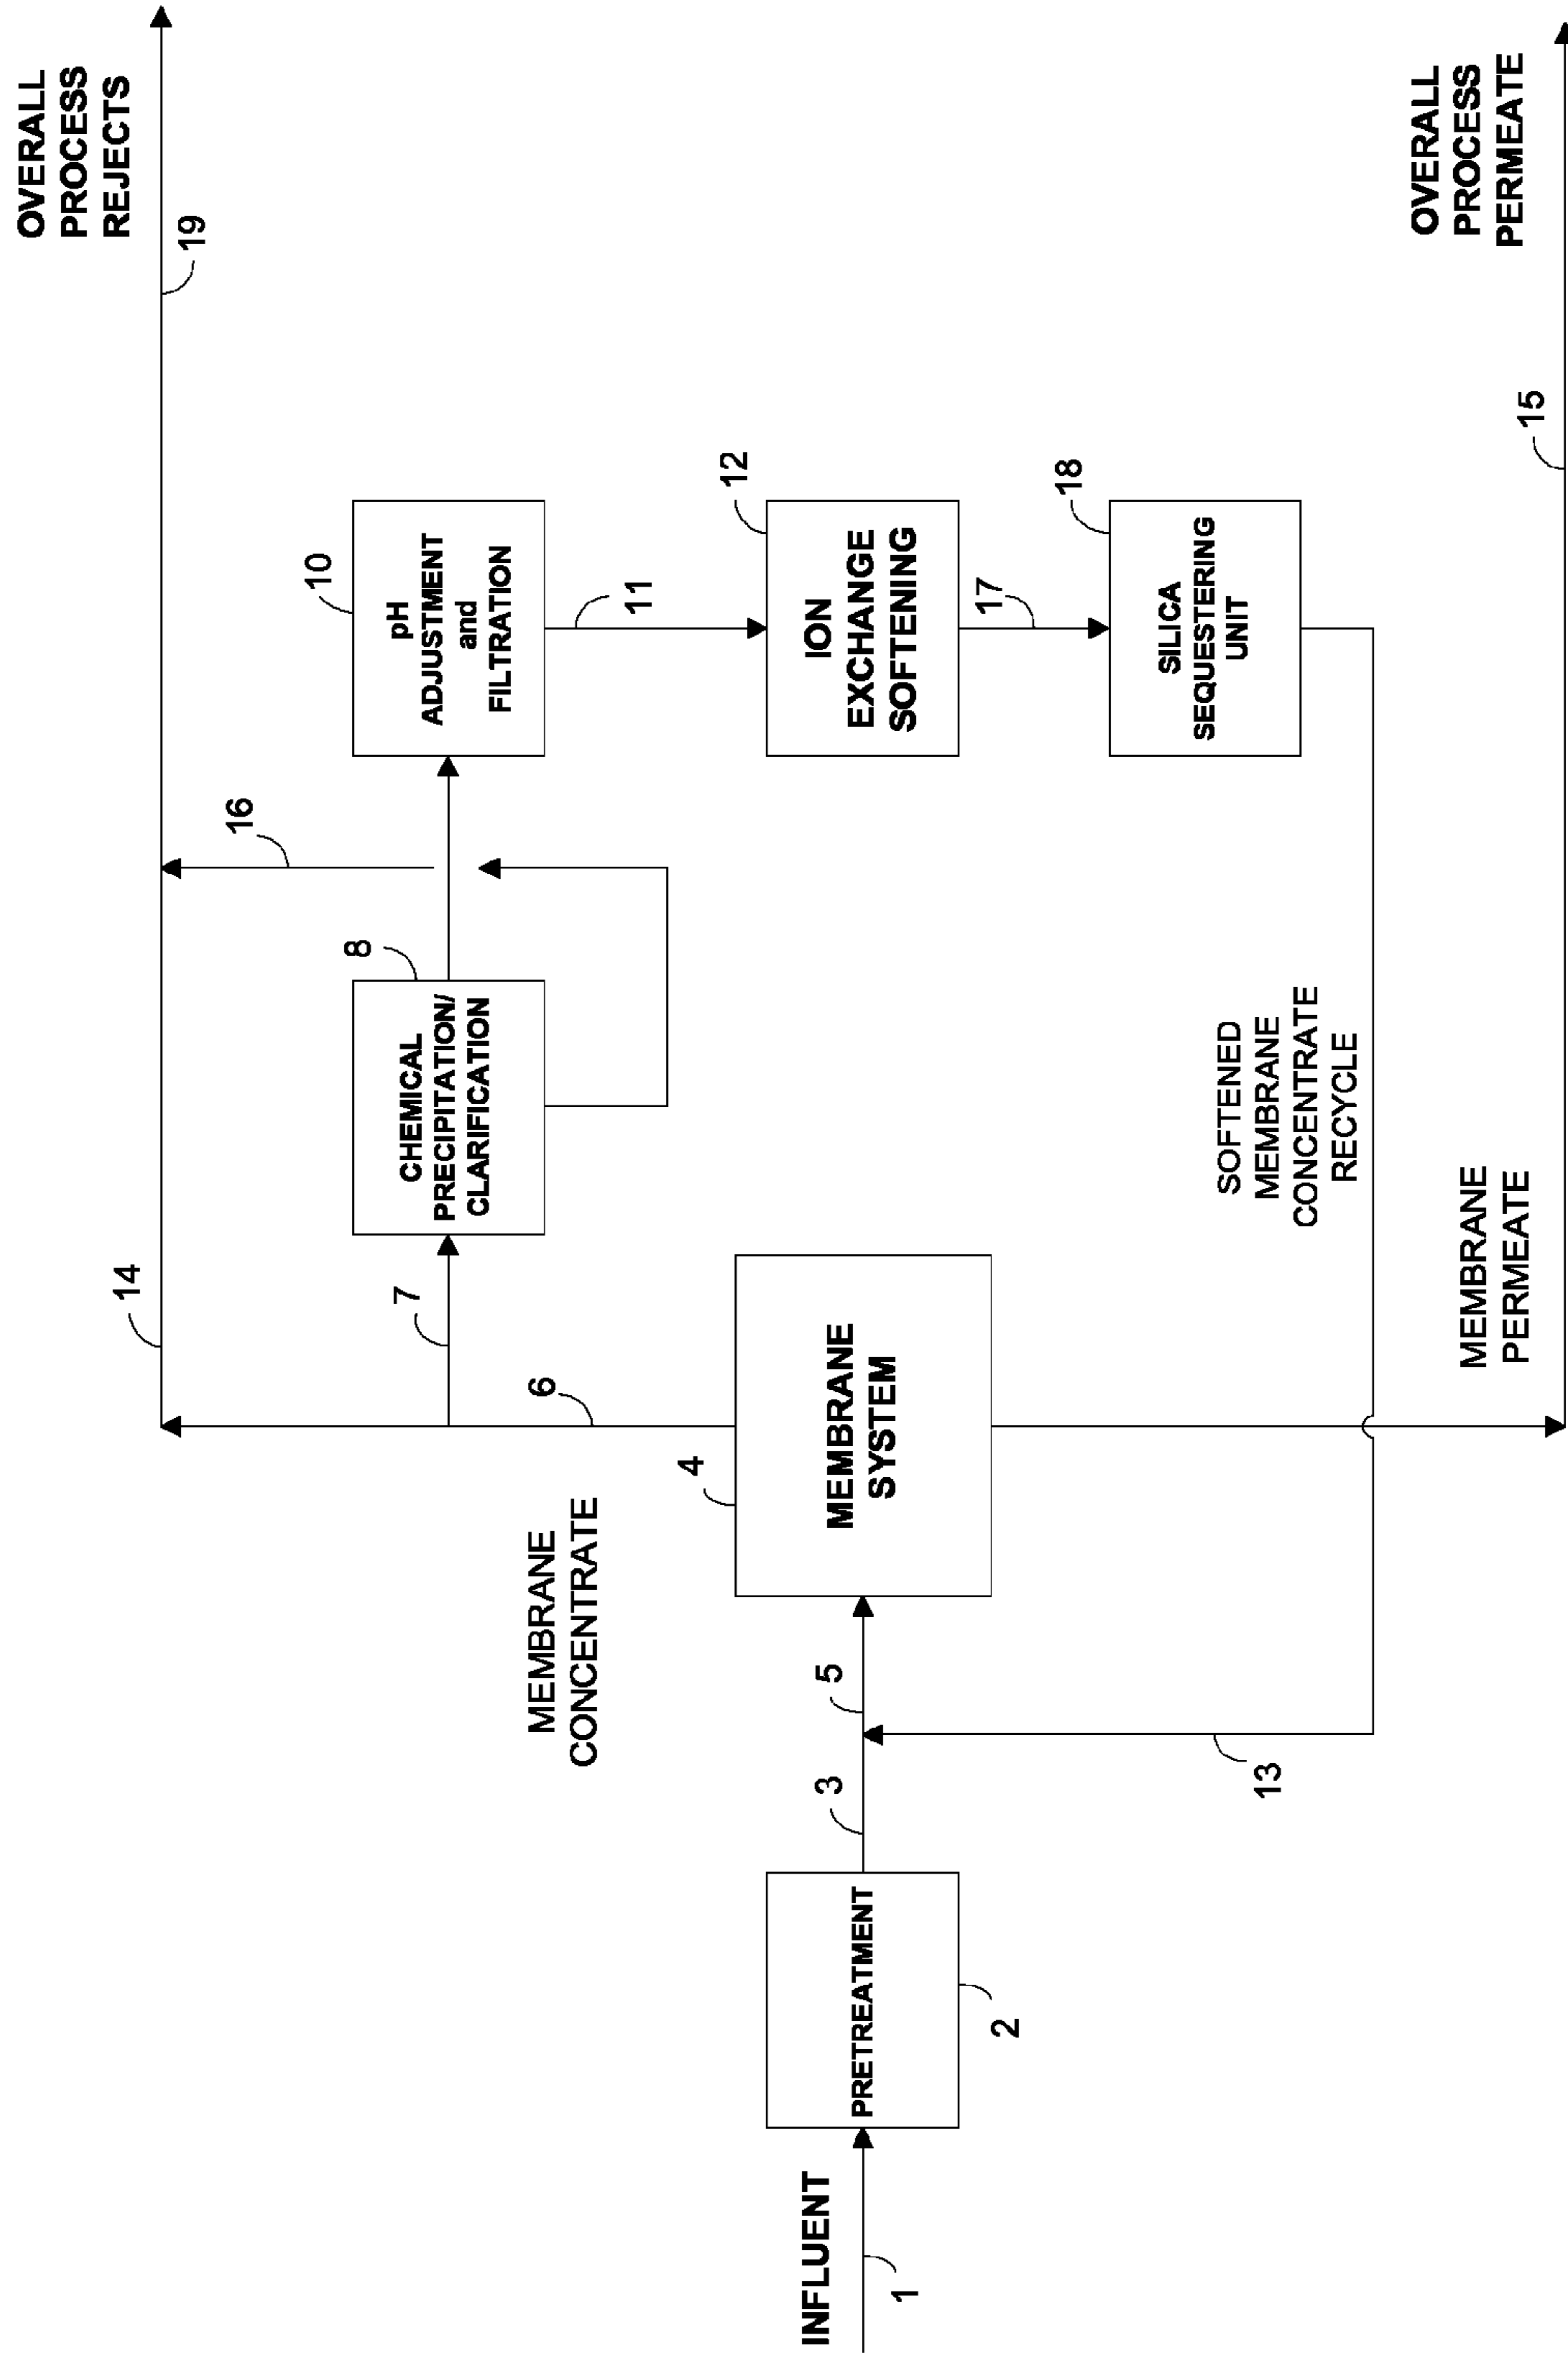 OVERALL
PROCESS
REJECTS
14
19
16
7
8
CHEMICAL
PRECIPITATION/
CLARIFICATION
10
pH
ADJUSTMENT
and
FILTRATION
11
6
MEMBRANE
CONCENTRATE
12
ION
EXCHANGE
SOFTENING
17
4
MEMBRANE
SYSTEM
INFLUENT
1
PRETREATMENT
2
3
5
18
SILICA
SEQUESTERING
UNIT
13
SOFTENED
MEMBRANE
CONCENTRATE
RECYCLE
MEMBRANE
PERMEATE
15
OVERALL
PROCESS
PERMEATE